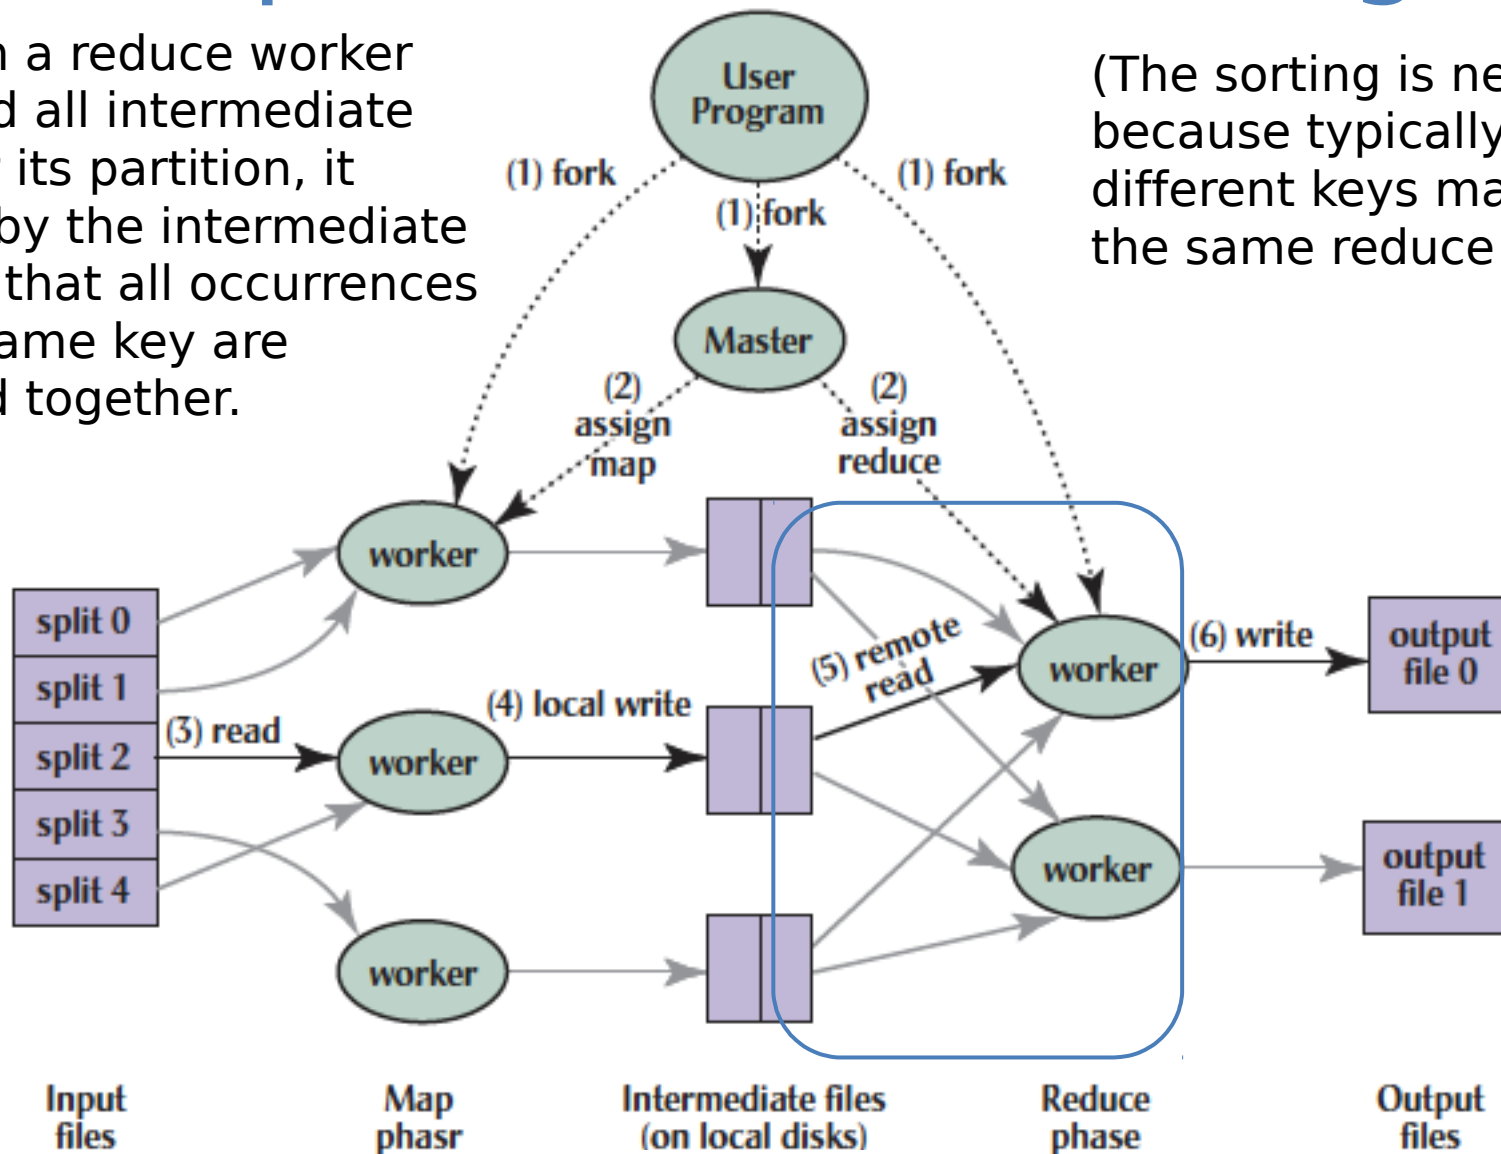 a reduce worker
all intermediate
its partition, it
by the intermediate
that all occurrences
key are
together.
(The sorting is
because typically
different keys
the same reduce
User
Program
(1) fork
(1) fork
(1) fork
Master
(2)
assign
map
(2)
assign
reduce
worker
split 0
split 1
split 2
split 3
split 4
(3) read
worker
(4) local write
worker
(5) remote
read
worker
(6) write
output
file 0
worker
output
file 1
Input
files
Map
phasr
Intermediate files
(on local disks)
Reduce
phase
Output
files